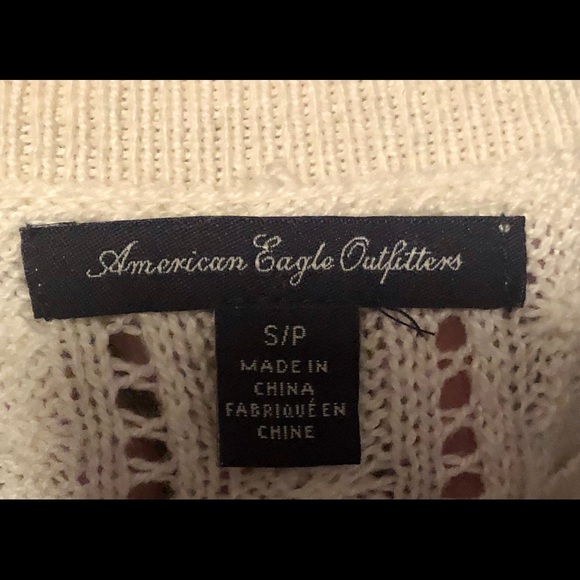 American Eagle Outfitters
S/P
MADE IN
CHINA
FABRIQUÉ EN
CHINE